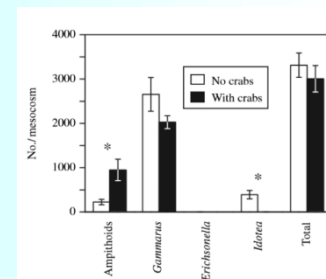 4000
3000
2000
1000
0
No./ mesocosm
No crabs
With crabs
*
*
Ampithoids
Gammarus
Erichsonella
Idotea
Total